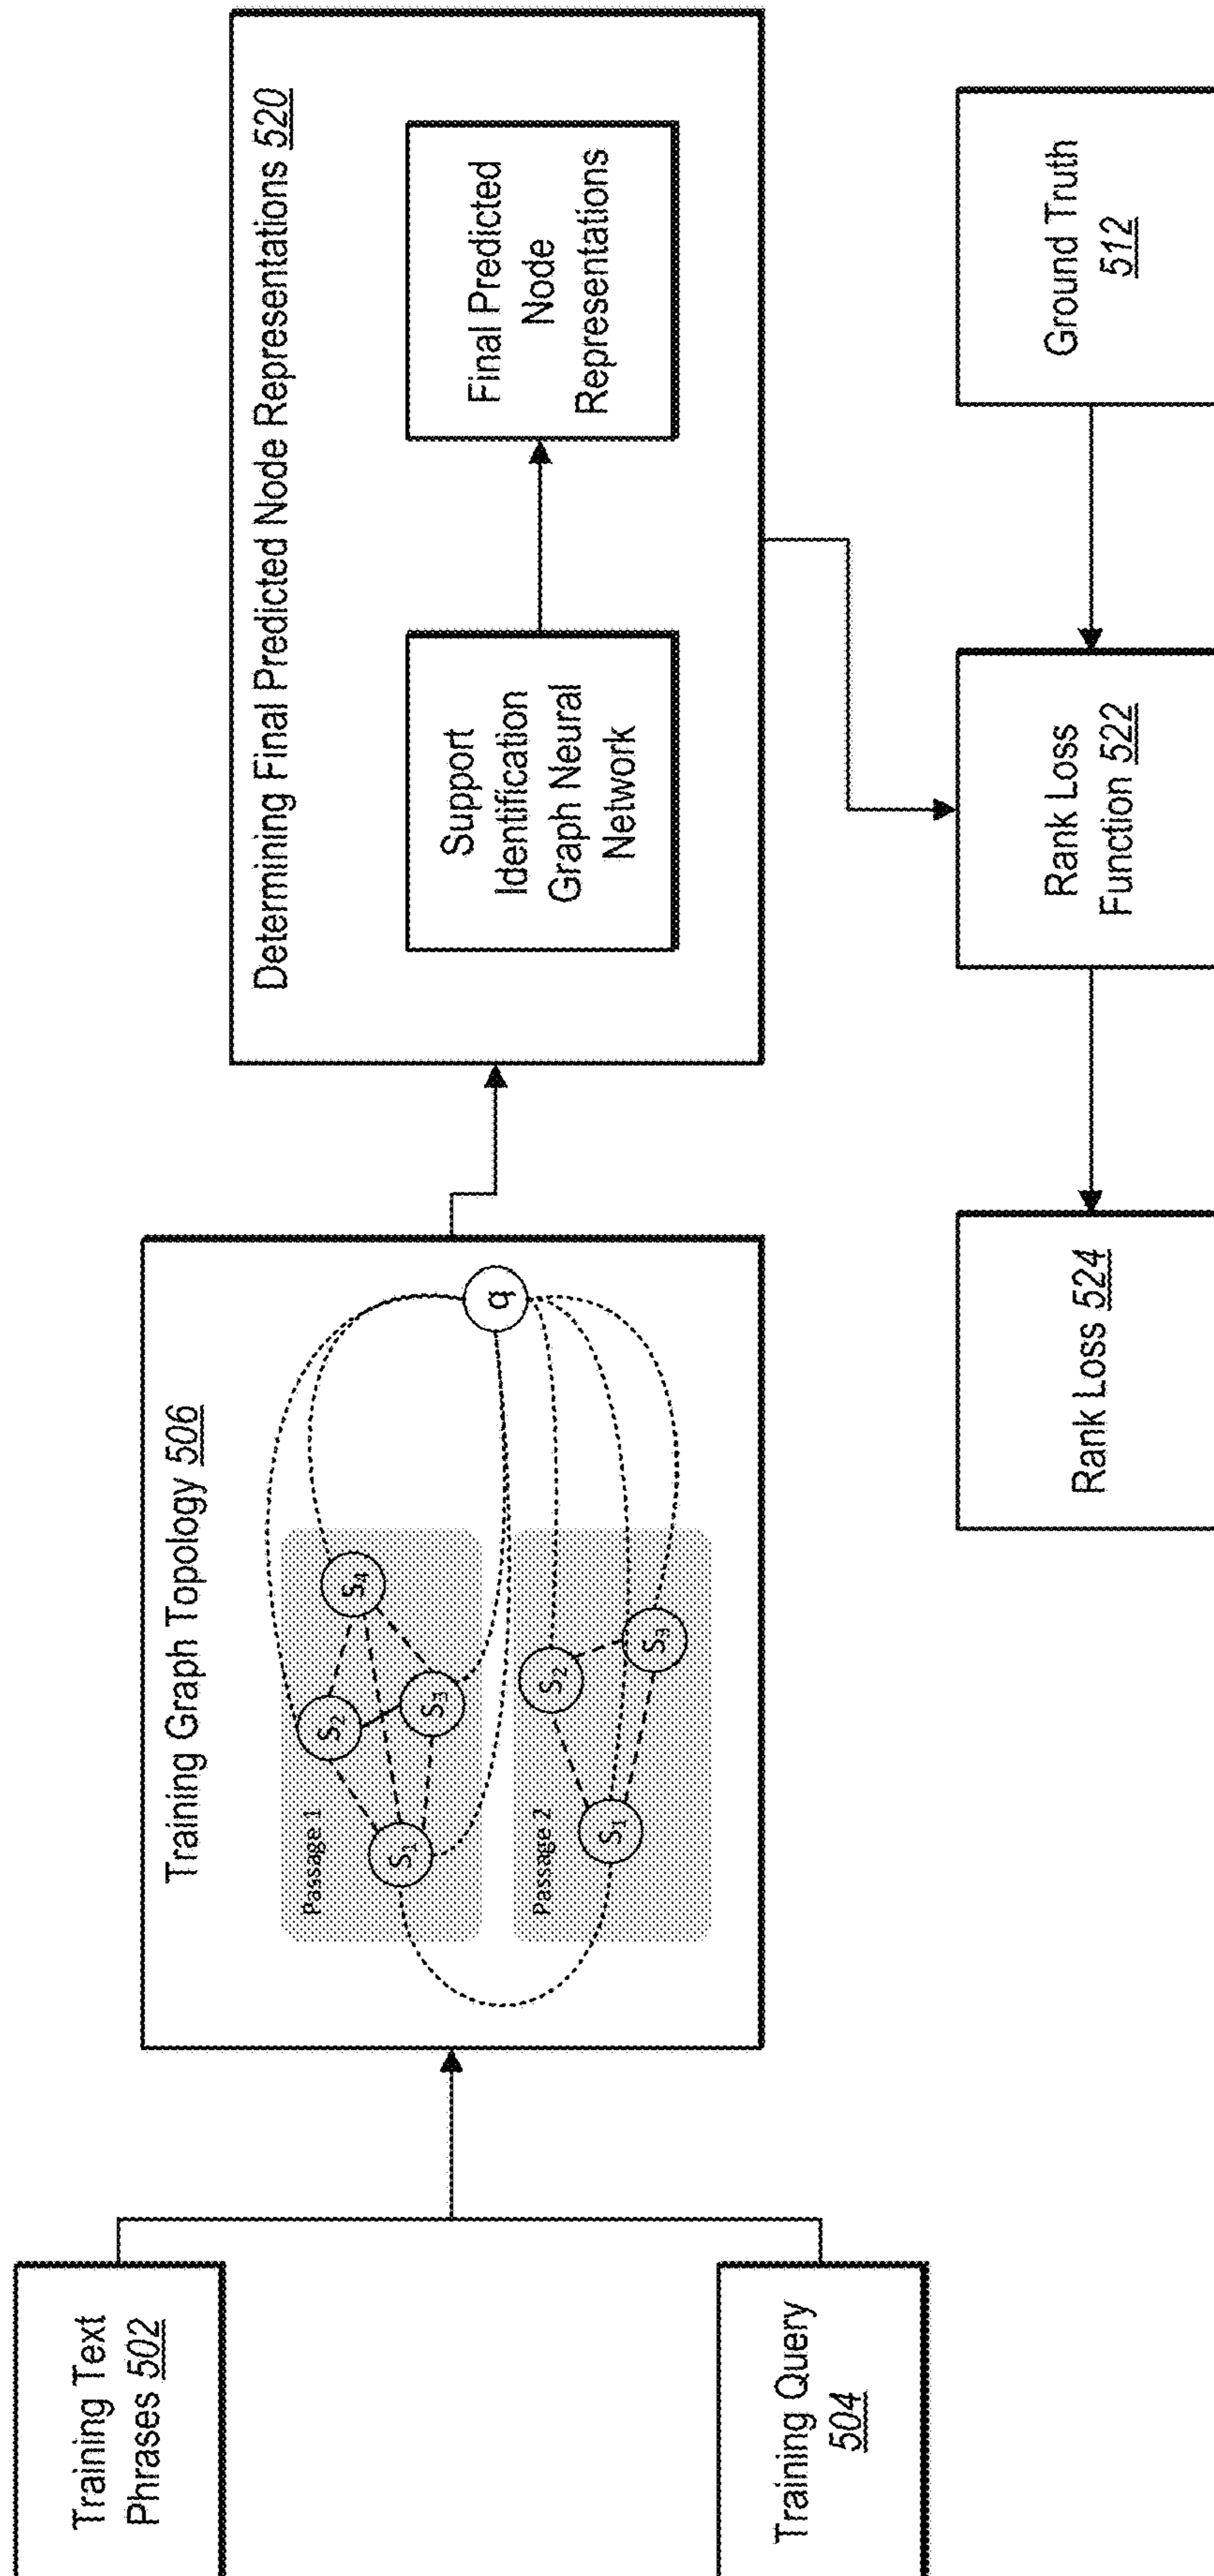 Training Text
Phrases 502
Training Query
504
Training Graph Topology 506
Passage 1
S1
S2
S3
S4
Passage 2
S1
S2
S3
q
Determining Final Predicted Node Representations 520
Support
Identification
Graph Neural
Network
Final Predicted
Node
Representations
Rank Loss 524
Rank Loss
Function 522
Ground Truth
512